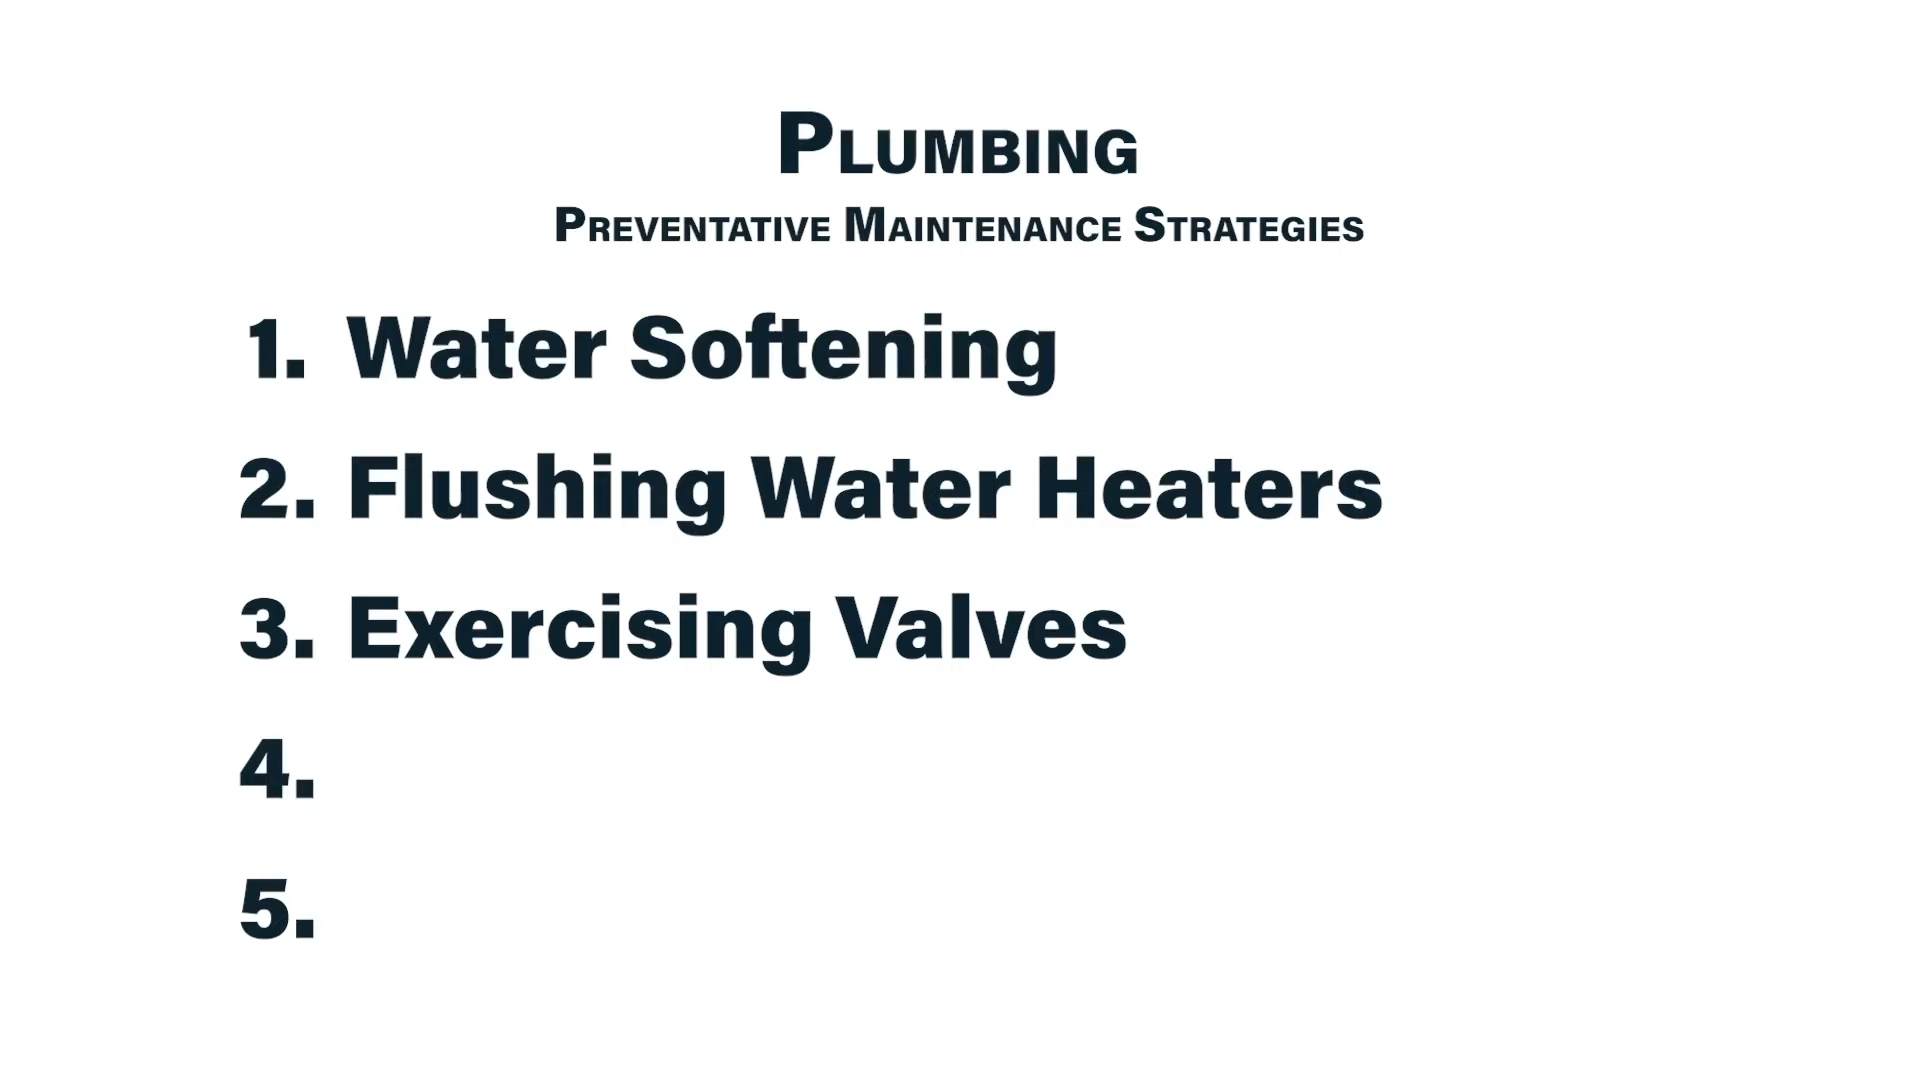 Plumbing
Preventative Maintenance Strategies
1. Water Softening
2. Flushing Water Heaters
3. Exercising Valves
4.
5.